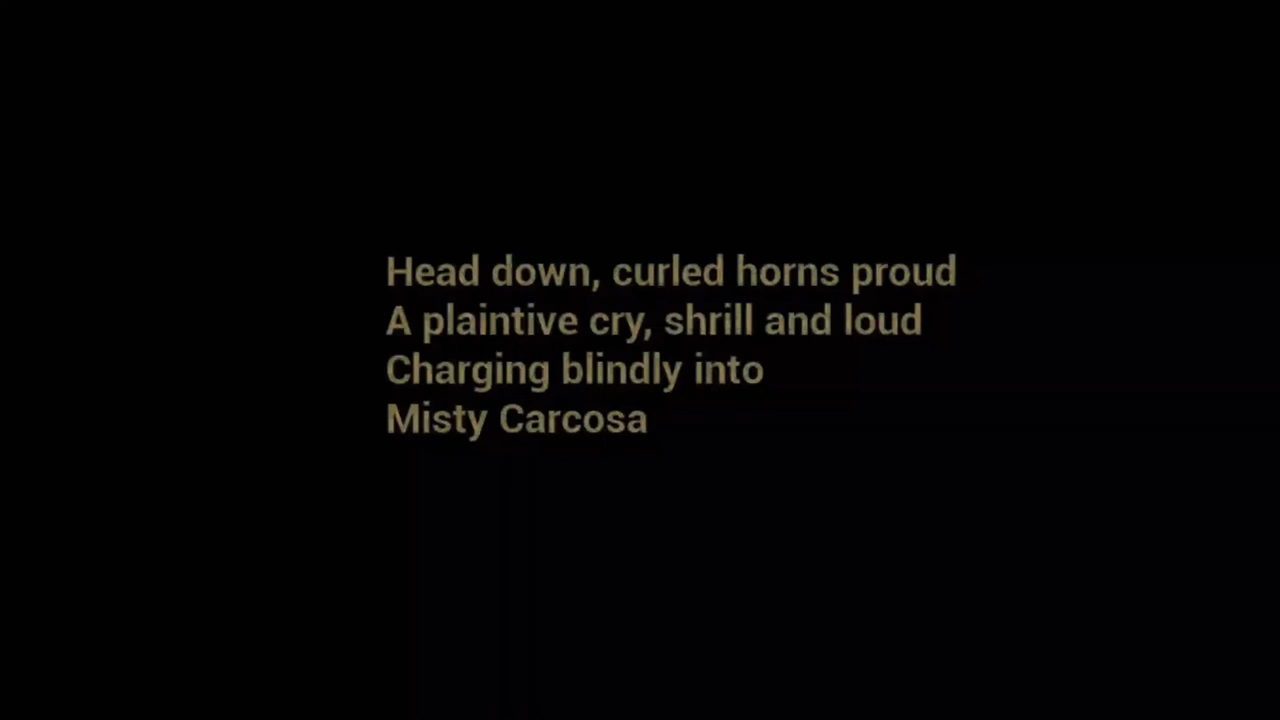 Head down, curled horns proud
A plaintive cry, shrill and loud
Charging blindly into
Misty Carcosa